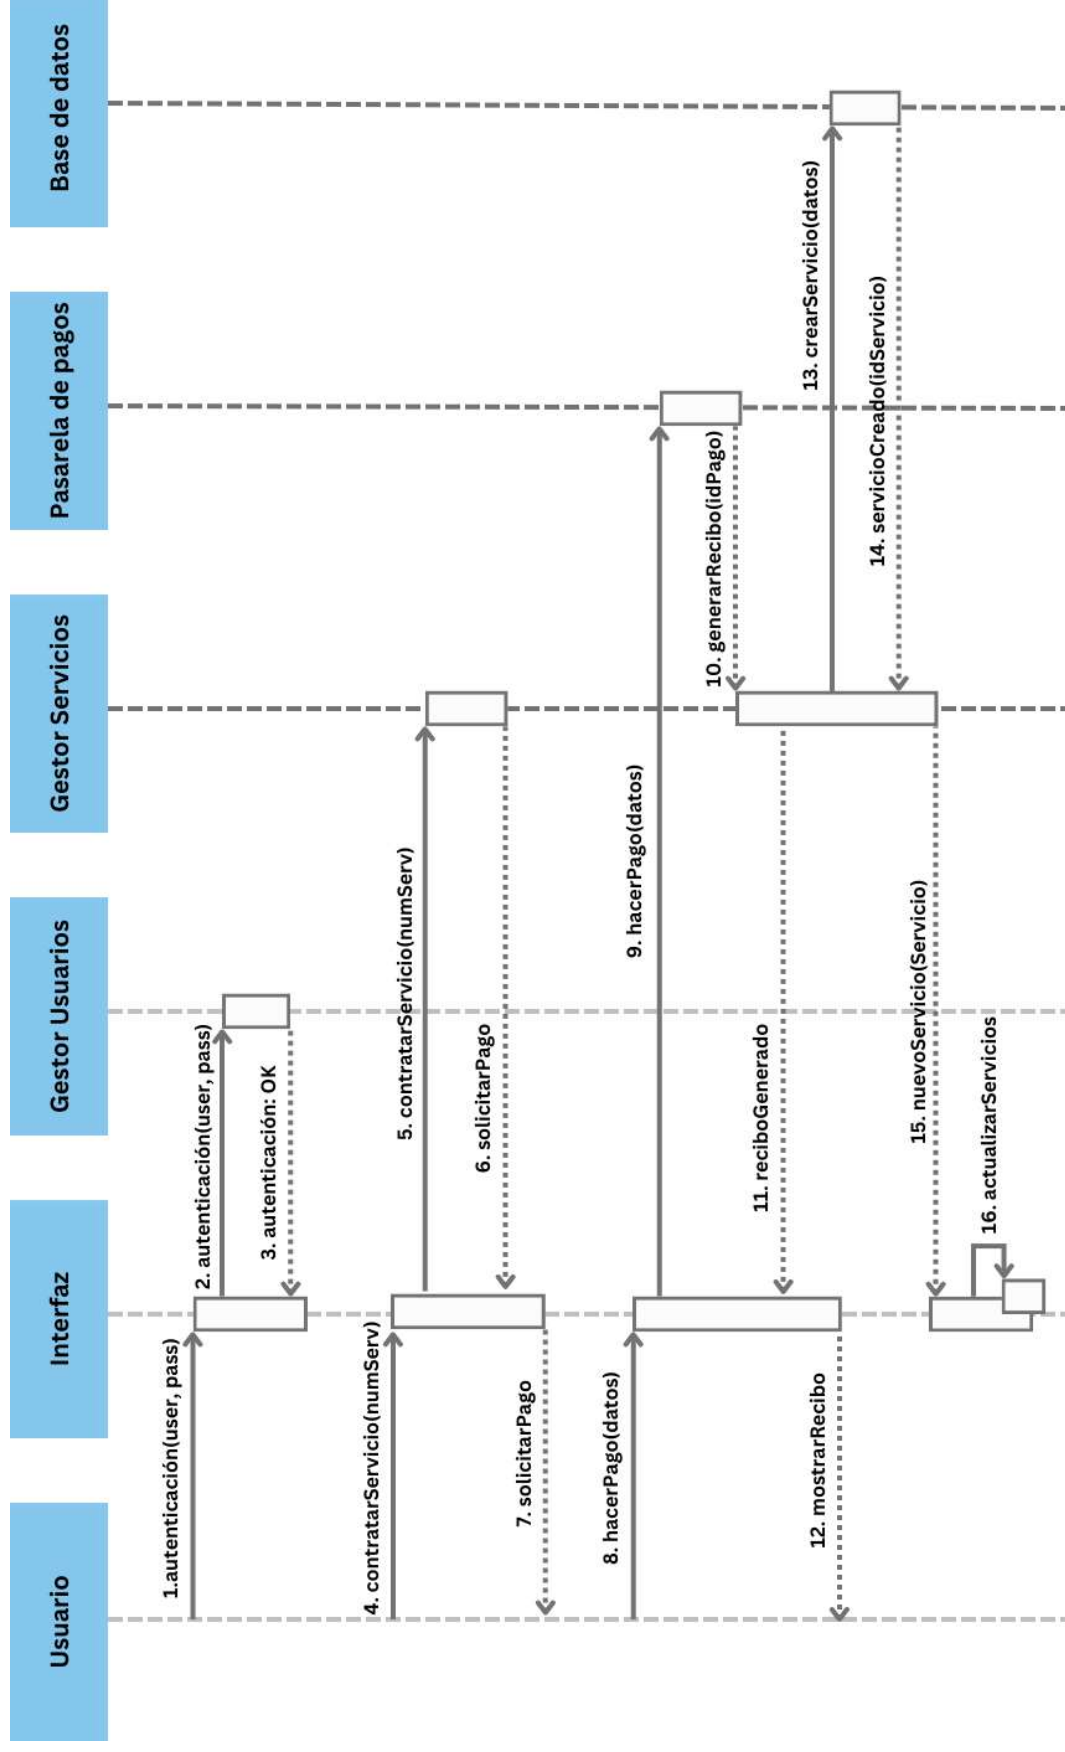 Usuario
Interfaz
Gestor Usuarios
Gestor Servicios
Pasarela de pagos
Base de datos
1.autenticación(user, pass)
2. autenticación(user, pass)
3. autenticación: OK
4. contratarServicio(numServ)
5. contratarServicio(numServ)
6. solicitarPago
7. solicitarPago
8. hacerPago(datos)
9. hacerPago(datos)
10. generarRecibo(idPago)
11. reciboGenerado
12. mostrarRecibo
13. crearServicio(datos)
14. servicioCreado(idServicio)
15. nuevoServicio(Servicio)
16. actualizarServicios